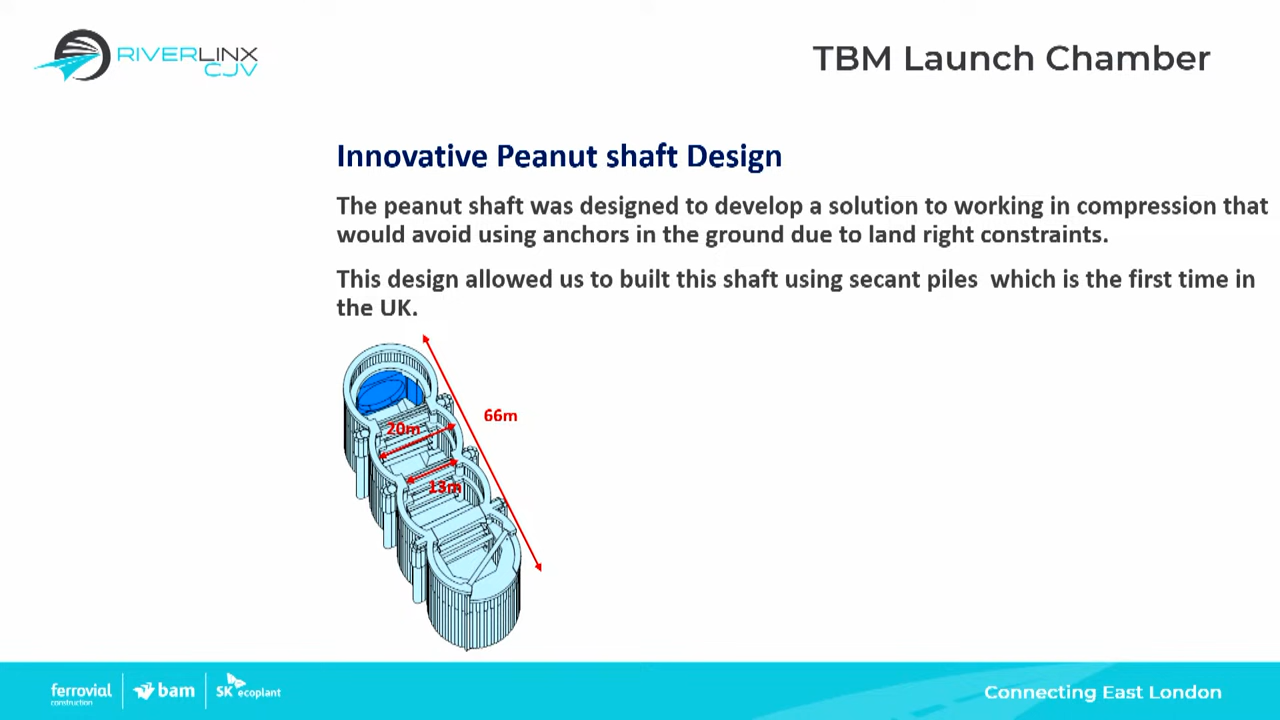 RIVERLINX
CJV
TBM Launch Chamber
Innovative Peanut shaft Design
The peanut shaft was designed to develop a solution to working in compression that
would avoid using anchors in the ground due to land right constraints.
This design allowed us to built this shaft using secant piles which is the first time in
the UK.
66m
20m
13m
ferrovial
construction
bam
SK ecoplant
Connecting East London